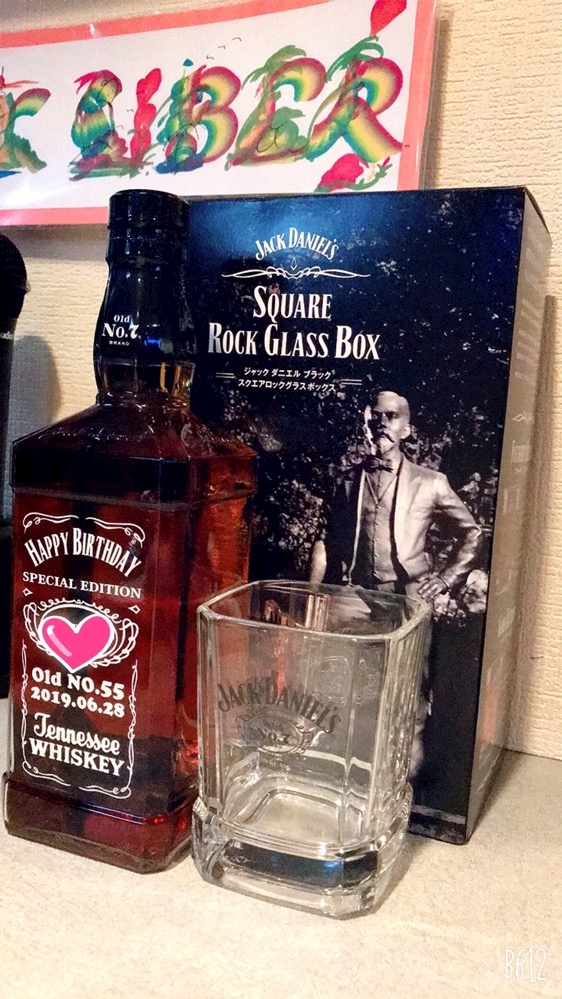 LIBER
JACK DANIEL'S
SQUARE
ROCK GLASS BOX
ジャック ダニエル ブラック
スクエアロックグラスボックス
Old
No.7
BRAND
HAPPY BIRTHDAY
SPECIAL EDITION
Old NO.55
2019.06.28
Tennessee
WHISKEY
JACK DANIEL'S
Old
No.7
B612